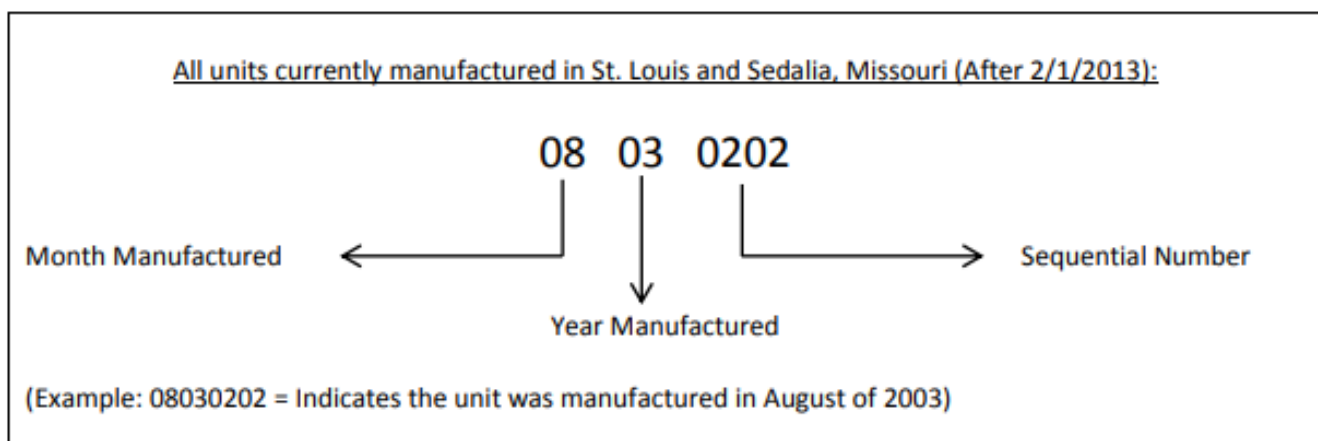 All units currently manufactured in St. Louis and Sedalia, Missouri (After 2/1/2013):
08 03 0202
Month Manufactured
Sequential Number
Year Manufactured
(Example: 08030202 = Indicates the unit was manufactured in August of 2003)